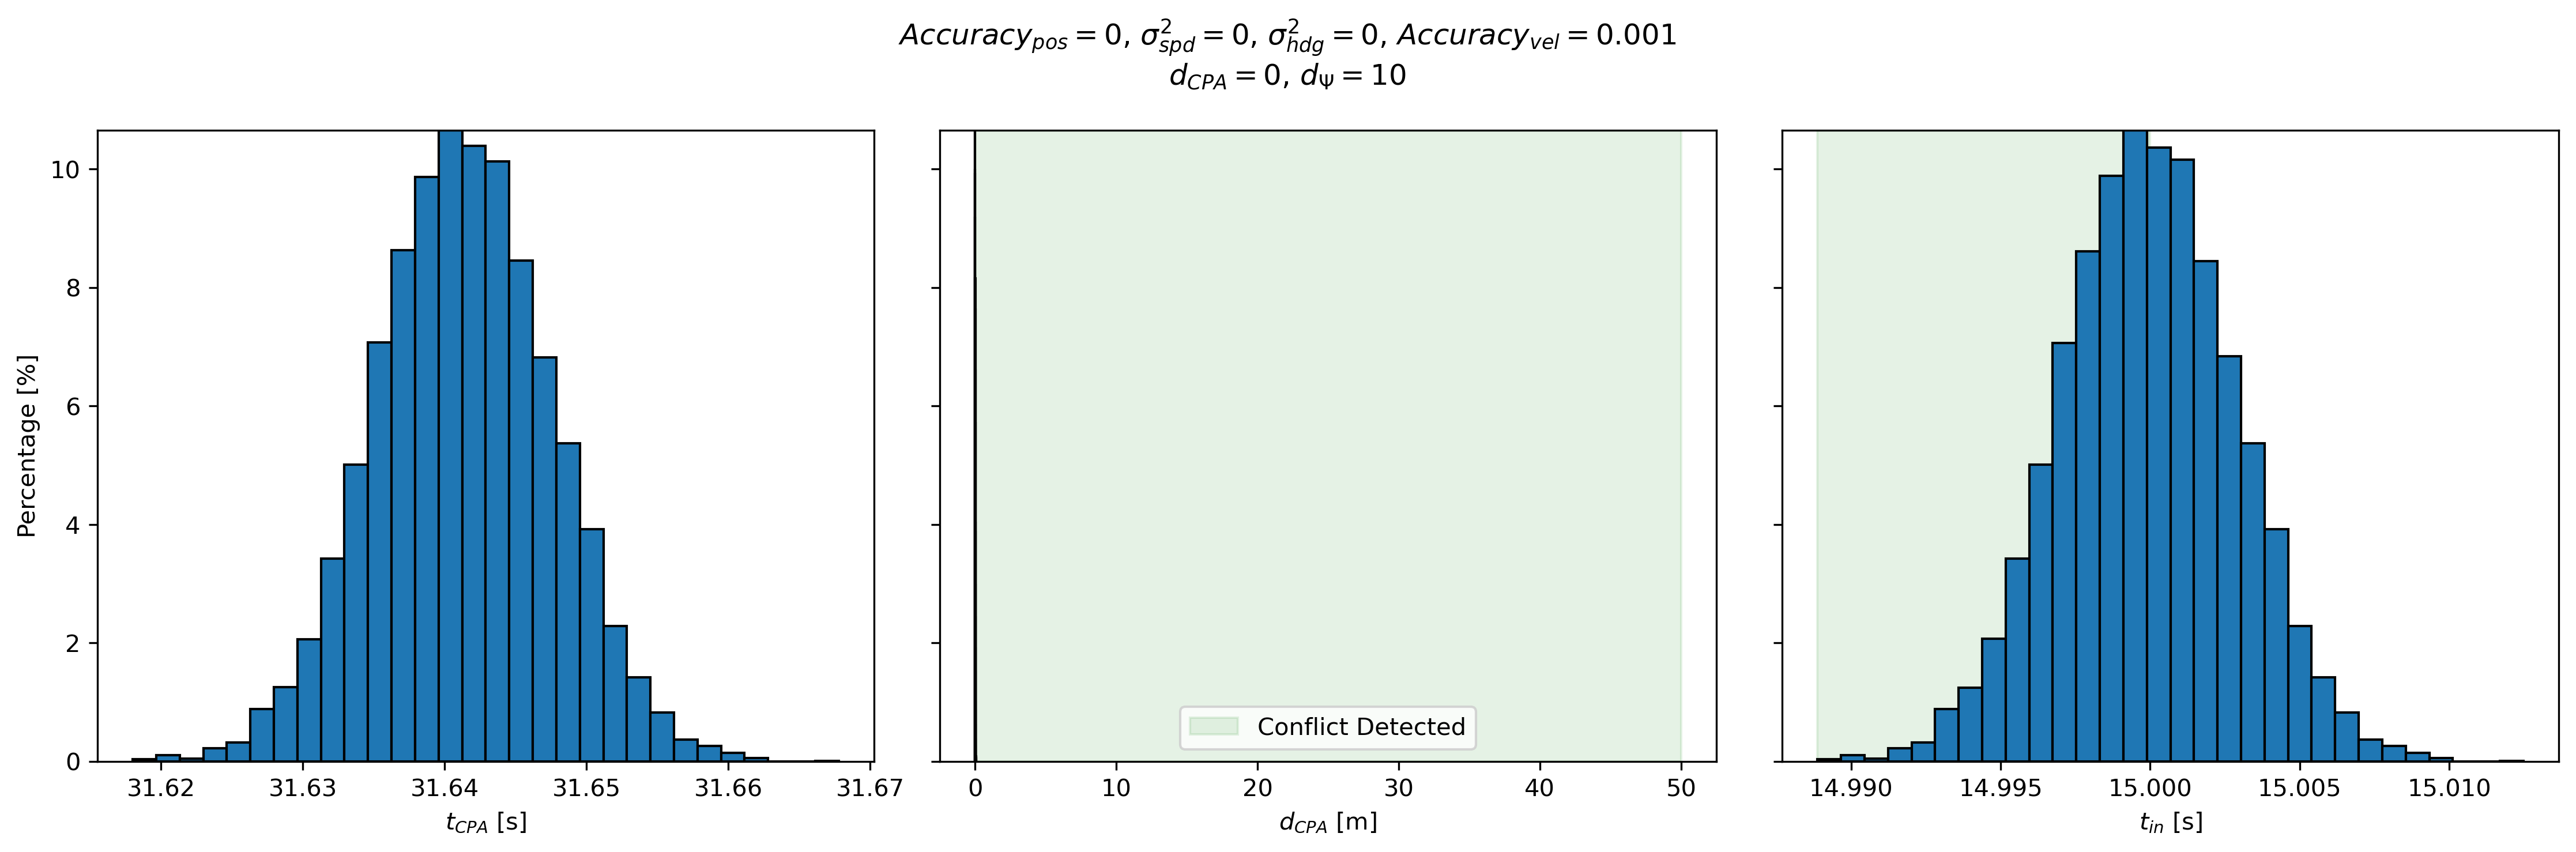 Accuracy_pos = 0, σ²_spd = 0, σ²_hdg = 0, Accuracy_vel = 0.001
d_CPA = 0, d_Ψ = 10
Percentage [%]
10
8
6
4
2
0
31.62 31.63 31.64 31.65 31.66 31.67
t_CPA [s]
Conflict Detected
0 10 20 30 40 50
d_CPA [m]
14.990 14.995 15.000 15.005 15.010
t_in [s]